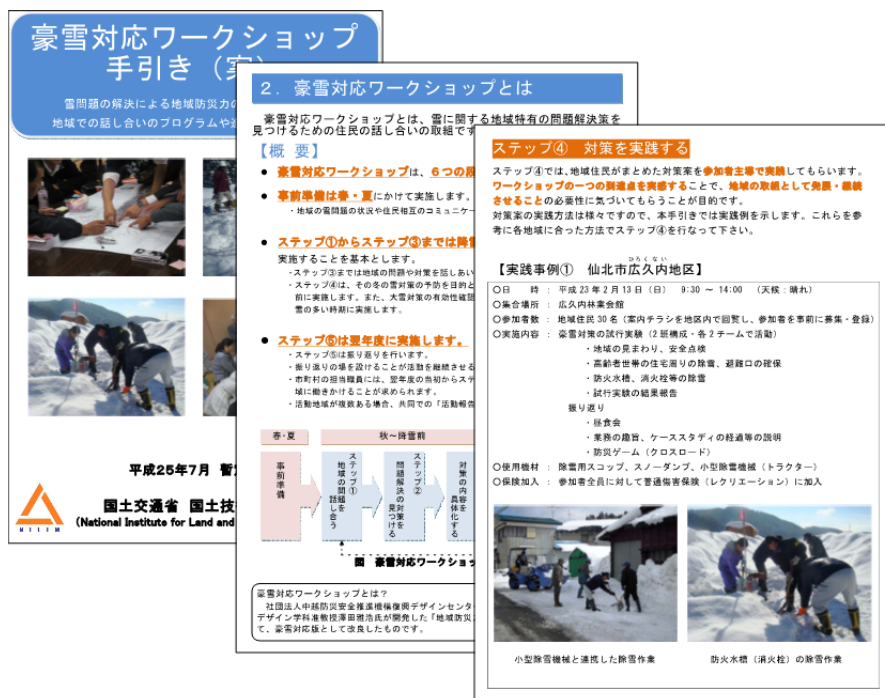 豪雪対応ワークショップ
手引き（
雪問題の解決による地域防災力の
地域での話し合いのプログラムや
平成25年7月 暫
国土交通省 国土技
(National Institute for Land and
NILIM
2．豪雪対応ワークショップとは
豪雪対応ワークショップとは、雪に関する地域特有の問題解決策を
見つけるための住民の話し合いの取組です
【概 要】
● 豪雪対応ワークショップは、６つの段
● 事前準備は春・夏にかけて実施します。
・地域の雪問題の状況や住民相互のコミュニケー
● ステップ①からステップ③までは降雪
実施することを基本とします。
・ステップ③までは地域の問題や対策を話しあい
・ステップ④は、その冬の雪対策の予防を目的と
前に実施します。また、大雪対策の有効性確認
雪の多い時期に実施します。
● ステップ⑤は翌年度に実施します。
・ステップ⑤は振り返りを行います。
・振り返りの場を設けることが活動を継続させる
・市町村の担当職員には、翌年度の当初からステ
域に働きかけることが求められます。
・活動地域が複数ある場合、共同での「活動報告
春・夏
秋～降雪前
事前準備
ステップ①
地域の問題を
話し合う
ステップ②
問題解決の対策を
見つける
対策の内容を
具体化する
図 豪雪対応ワークショッ
豪雪対応ワークショップとは？
社団法人中越防災安全推進機構復興デザインセンター
デザイン学科准教授澤田雅浩氏が開発した「地域防災
て、豪雪対応版として改良したものです。
ステップ④ 対策を実践する
ステップ④では、地域住民がまとめた対策案を参加者主導で実践してもらいます。
ワークショップの一つの到達点を実感することで、地域の取組として発展・継続
させることの必要性に気づいてもらうことが目的です。
対策案の実践方法は様々ですので、本手引きでは実践例を示します。これらを参
考に各地域に合った方法でステップ④を行なって下さい。
ひろくない
【実践事例① 仙北市広久内地区】
○日 時：平成23年2月13日（日） 9:30 ～ 14:00 （天候：晴れ）
○集合場所：広久内林業会館
○参加者数：地域住民30名（案内チラシを地区内で回覧し、参加者を事前に募集・登録）
○実施内容：豪雪対策の試行実験（2班構成・各2チームで活動）
・地域の見まわり、安全点検
・高齢者世帯の住宅周りの除雪、避難口の確保
・防火水槽、消火栓等の除雪
・試行実験の結果報告
振り返り
・昼食会
・業務の趣旨、ケーススタディの経過等の説明
・防災ゲーム（クロスロード）
○使用機材：除雪用スコップ、スノーダンプ、小型除雪機械（トラクター）
○保険加入：参加者全員に対して普通傷害保険（レクリエーション）に加入
小型除雪機械と連携した除雪作業
防火水槽（消火栓）の除雪作業